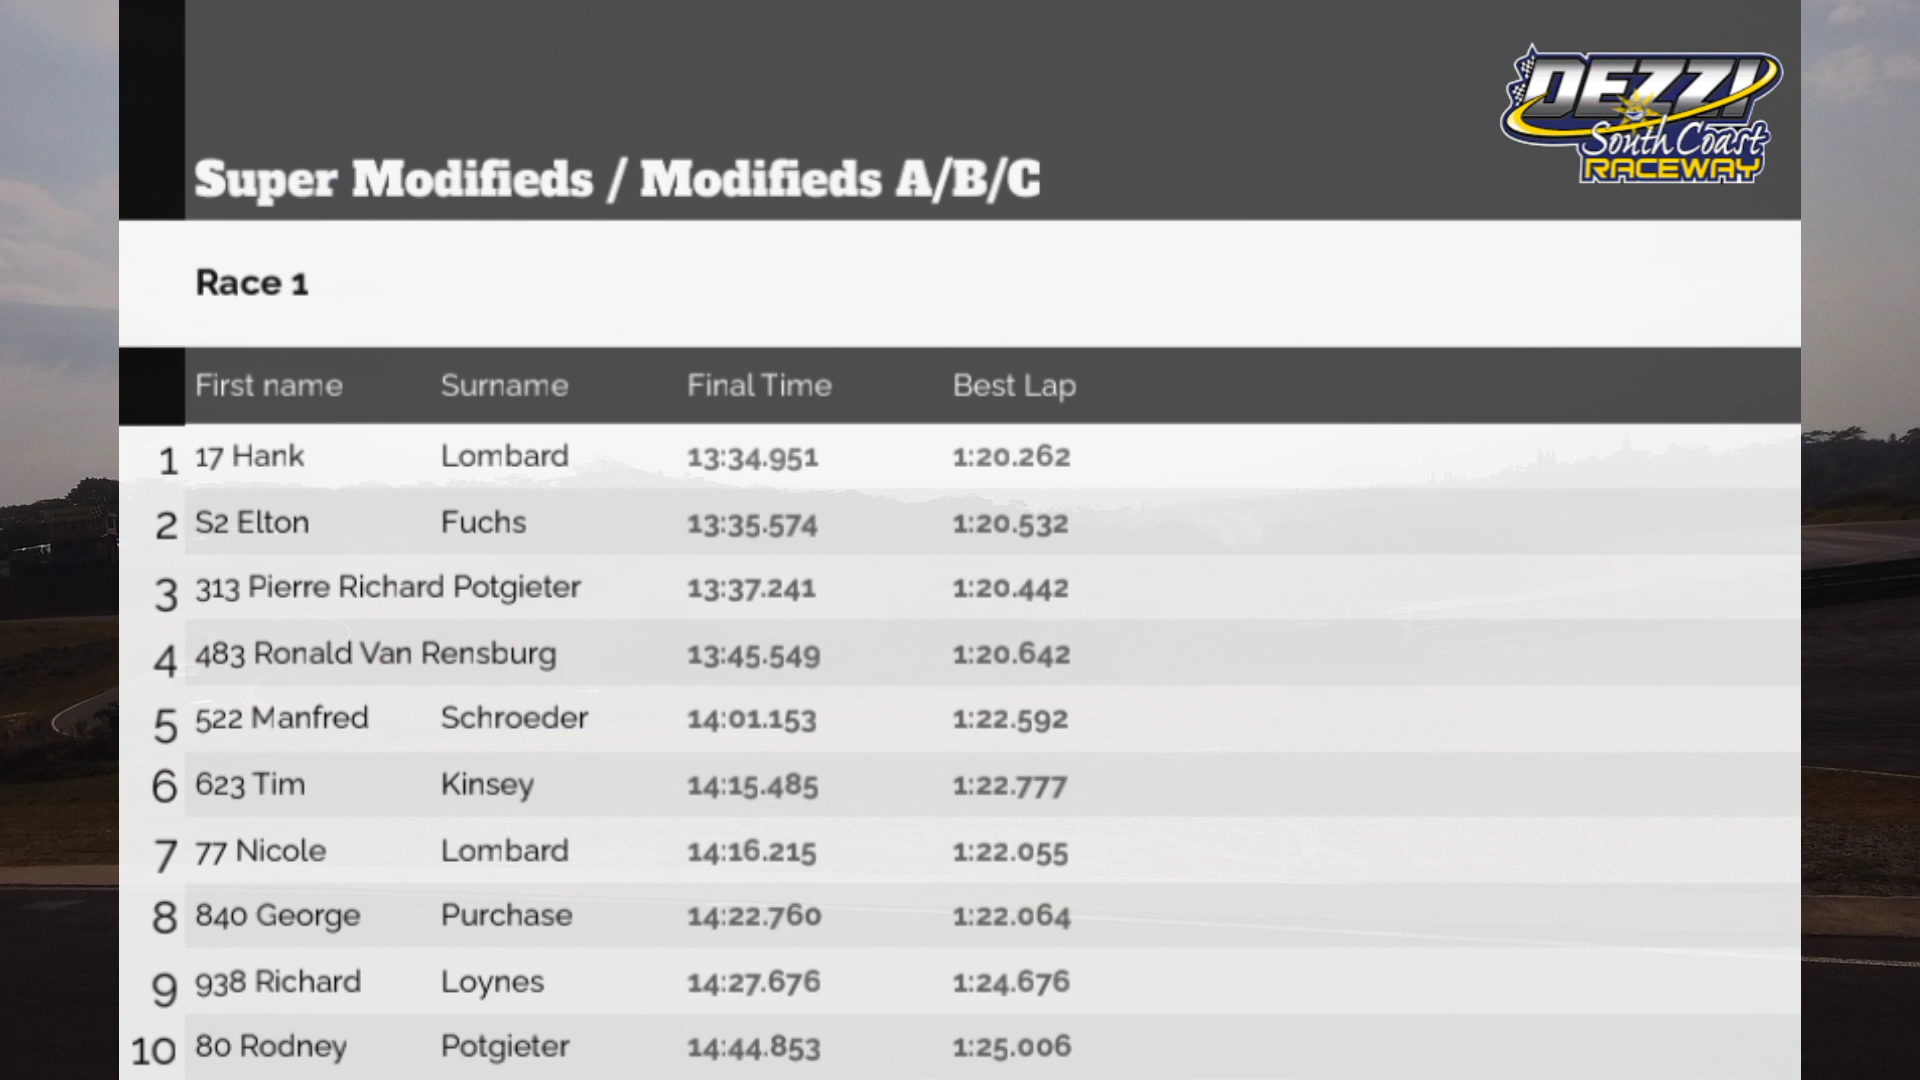 DEZZI
South Coast
RACEWAY
Super Modifieds / Modifieds A/B/C
Race 1
First name Surname Final Time Best Lap
1 17 Hank Lombard 13:34.951 1:20.262
2 S2 Elton Fuchs 13:35.574 1:20.532
3 313 Pierre Richard Potgieter 13:37.241 1:20.442
4 483 Ronald Van Rensburg 13:45.549 1:20.642
5 522 Manfred Schroeder 14:01.153 1:22.592
6 623 Tim Kinsey 14:15.485 1:22.777
7 77 Nicole Lombard 14:16.215 1:22.055
8 840 George Purchase 14:22.760 1:22.064
9 938 Richard Loynes 14:27.676 1:24.676
10 80 Rodney Potgieter 14:44.853 1:25.006